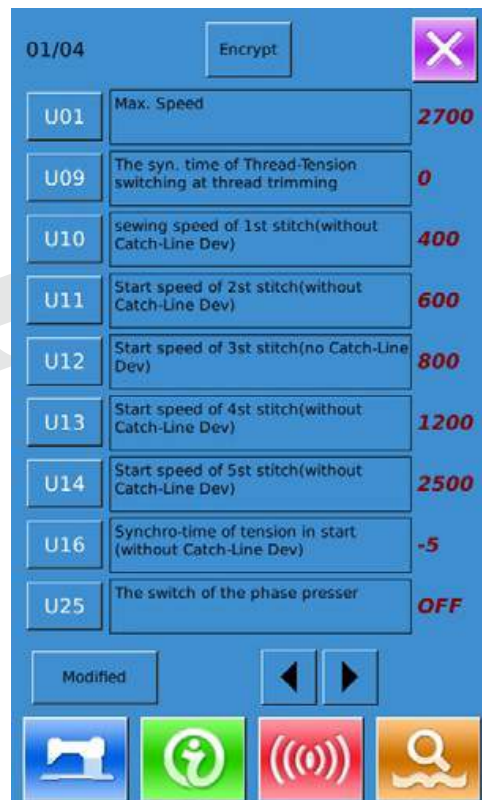 01/04
Encrypt
U01
Max. Speed
2700
U09
The syn. time of Thread-Tension
switching at thread trimming
0
U10
sewing speed of 1st stitch(without
Catch-Line Dev)
400
U11
Start speed of 2st stitch(without
Catch-Line Dev)
600
U12
Start speed of 3st stitch(no Catch-Line
Dev)
800
U13
Start speed of 4st stitch(without
Catch-Line Dev)
1200
U14
Start speed of 5st stitch(without
Catch-Line Dev)
2500
U16
Synchro-time of tension in start
(without Catch-Line Dev)
-5
U25
The switch of the phase presser
OFF
Modified